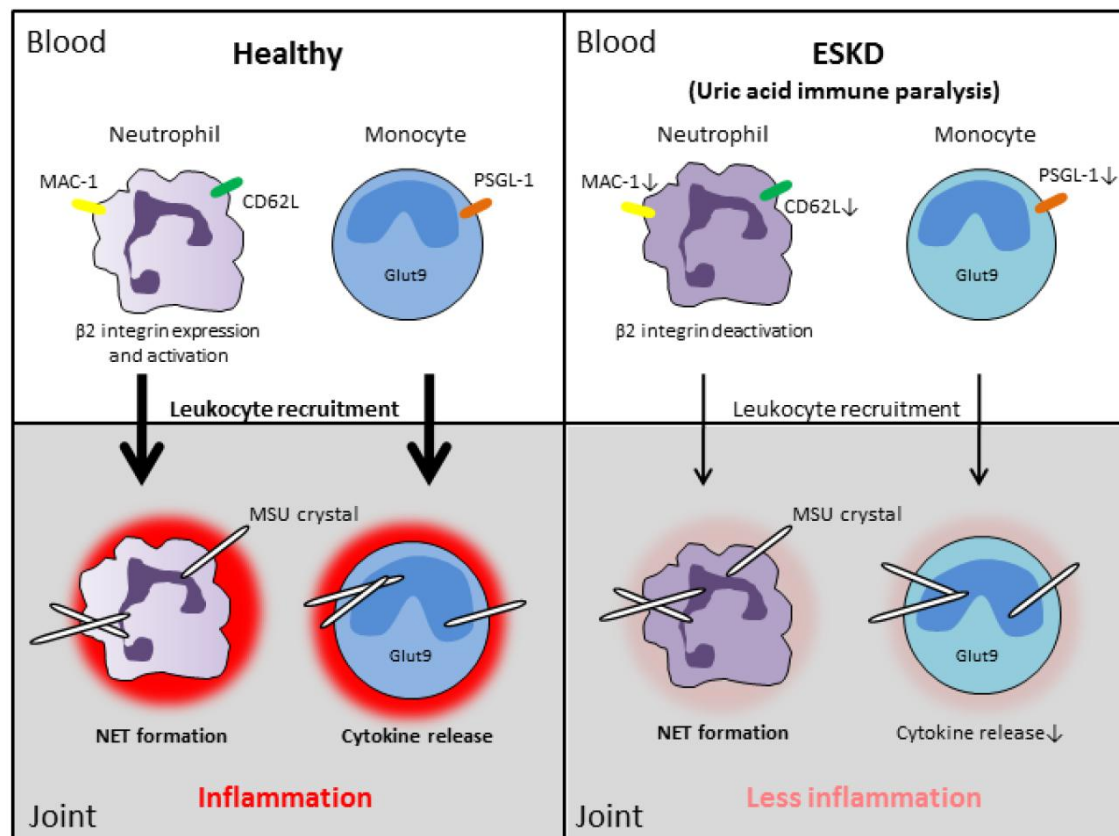 Blood
Healthy
Neutrophil
Monocyte
MAC-1
CD62L
PSGL-1
Glut9
β2 integrin expression
and activation
Leukocyte recruitment
MSU crystal
Glut9
NET formation
Cytokine release
Inflammation
Joint
Blood
ESKD
(Uric acid immune paralysis)
Neutrophil
Monocyte
MAC-1↓
CD62L↓
PSGL-1↓
Glut9
β2 integrin deactivation
Leukocyte recruitment
MSU crystal
Glut9
NET formation
Cytokine release↓
Less inflammation
Joint